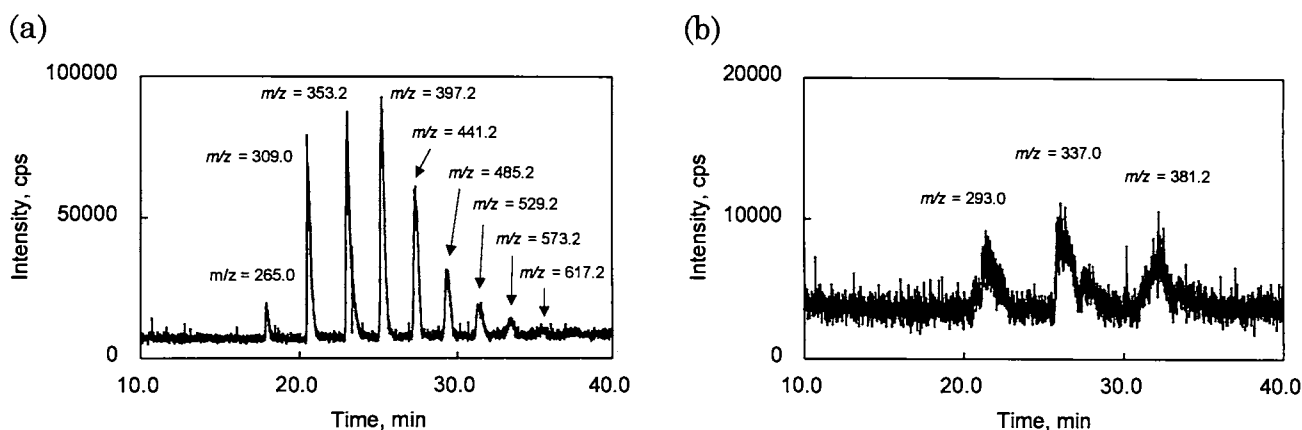 (a)
100000
50000
0
Intensity, cps
m/z = 265.0
m/z = 309.0
m/z = 353.2
m/z = 397.2
m/z = 441.2
m/z = 485.2
m/z = 529.2
m/z = 573.2
m/z = 617.2
10.0 20.0 30.0 40.0
Time, min
(b)
20000
10000
0
Intensity, cps
m/z = 293.0
m/z = 337.0
m/z = 381.2
10.0 20.0 30.0 40.0
Time, min